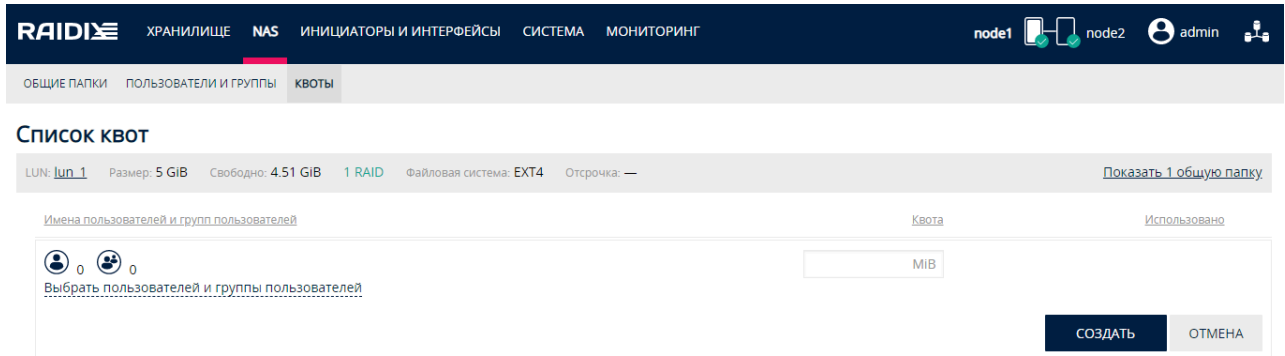 RAIDIX ХРАНИЛИЩЕ NAS ИНИЦИАТОРЫ И ИНТЕРФЕЙСЫ СИСТЕМА МОНИТОРИНГ node1 node2 admin
ОБЩИЕ ПАПКИ ПОЛЬЗОВАТЕЛИ И ГРУППЫ КВОТЫ
Список квот
LUN: lun_1 Размер: 5 GiB Свободно: 4.51 GiB 1 RAID Файловая система: EXT4 Отсрочка: — Показать 1 общую папку
Имена пользователей и групп пользователей Квота Использовано
0 0 MiB
Выбрать пользователей и группы пользователей
СОЗДАТЬ ОТМЕНА